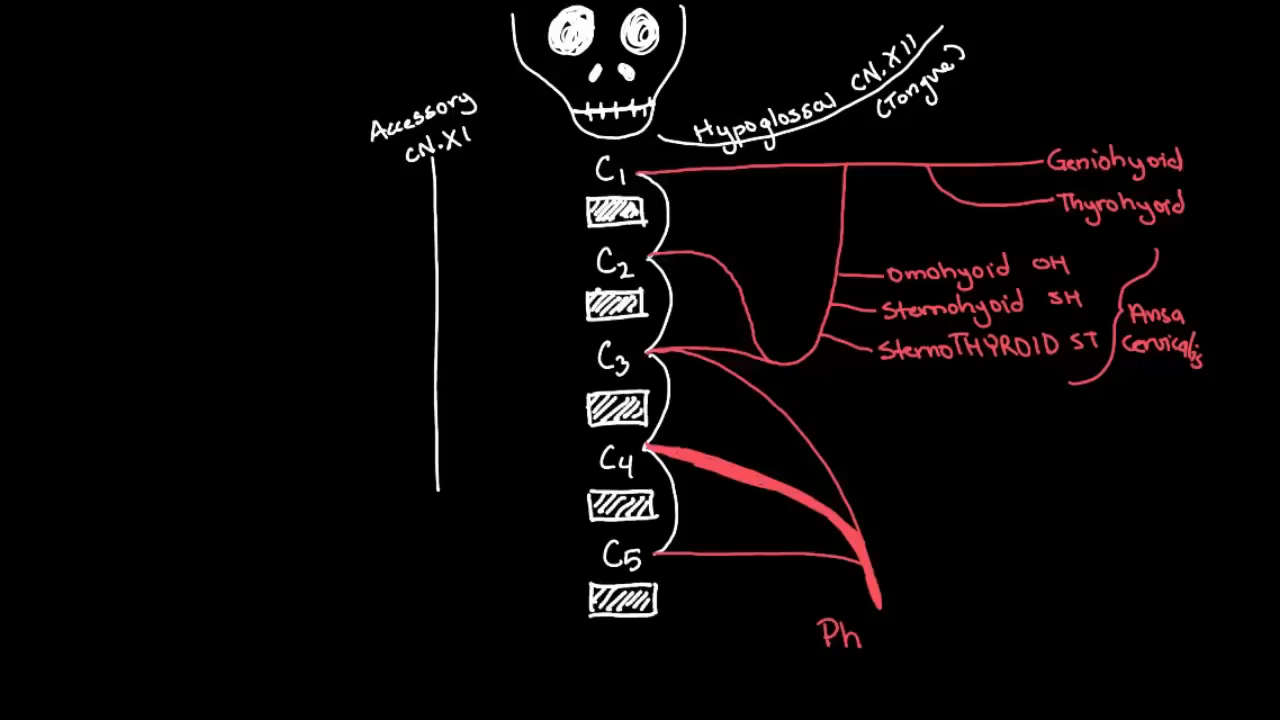 Accessory
CN.XI
Hypoglossal CN.XII
(Tongue)
C1
Geniohyoid
Thyrohyoid
C2
omohyoid OH
Sternohyoid SH
SternoTHYROID ST
Ansa
Cervicalis
C3
C4
C5
Ph